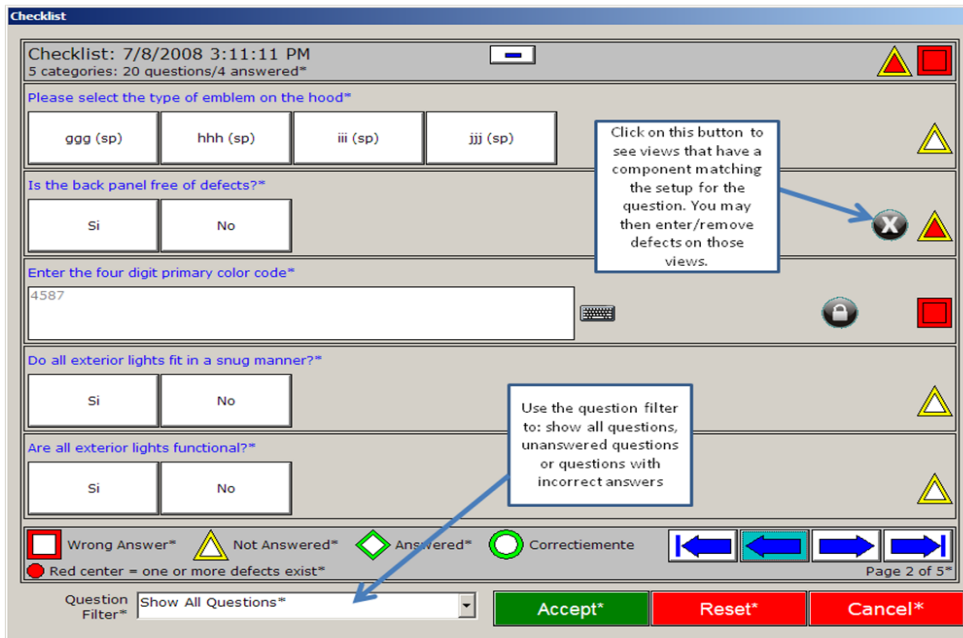 Checklist
Checklist: 7/8/2008 3:11:11 PM
5 categories: 20 questions/4 answered*
Please select the type of emblem on the hood*
ggg (sp) hhh (sp) iii (sp) jjj (sp)
Click on this button to
see views that have a
component matching
the setup for the
question. You may
then enter/remove
defects on those
views.
Is the back panel free of defects?*
Si No
X
Enter the four digit primary color code*
4587
Do all exterior lights fit in a snug manner?*
Si No
Use the question filter
to: show all questions,
unanswered questions
or questions with
incorrect answers
Are all exterior lights functional?*
Si No
Wrong Answer* Not Answered* Answered* Correctiemente
Red center = one or more defects exist*
Page 2 of 5*
Question
Filter*
Show All Questions*
Accept* Reset* Cancel*